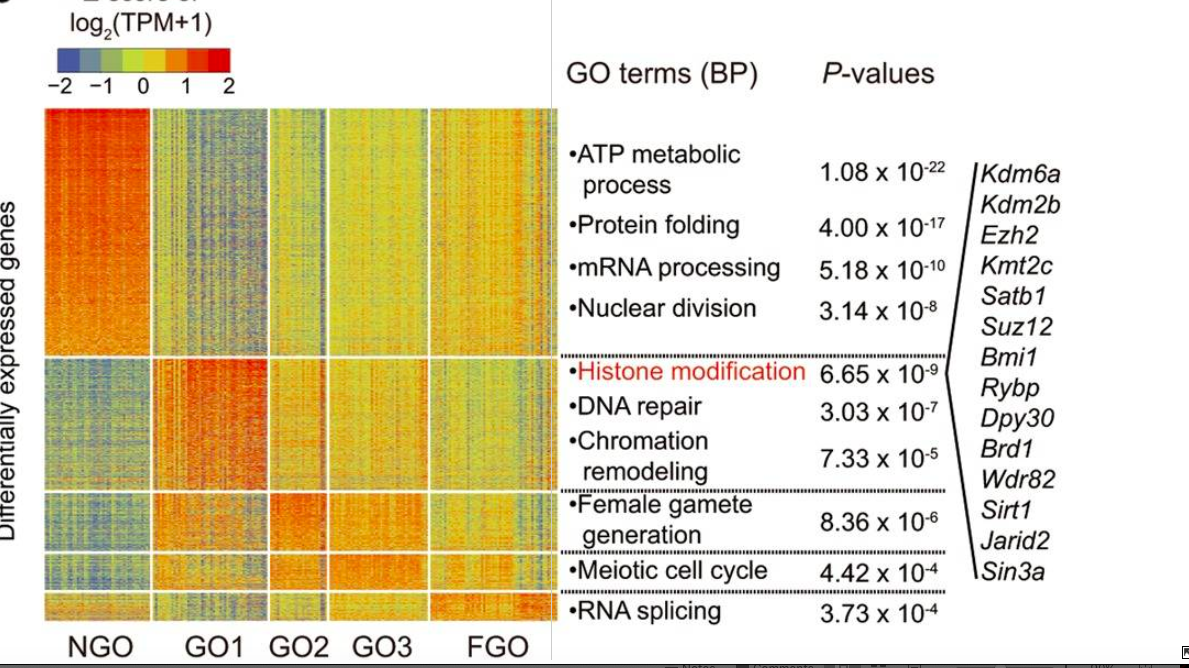 log₂(TPM+1)
−2 −1 0 1 2
Differentially expressed genes
NGO GO1 GO2 GO3 FGO
GO terms (BP) P-values
•ATP metabolic
process 1.08 x 10⁻²²
•Protein folding 4.00 x 10⁻¹⁷
•mRNA processing 5.18 x 10⁻¹⁰
•Nuclear division 3.14 x 10⁻⁸
•Histone modification 6.65 x 10⁻⁹
•DNA repair 3.03 x 10⁻⁷
•Chromation
remodeling 7.33 x 10⁻⁵
•Female gamete
generation 8.36 x 10⁻⁶
•Meiotic cell cycle 4.42 x 10⁻⁴
•RNA splicing 3.73 x 10⁻⁴
Kdm6a
Kdm2b
Ezh2
Kmt2c
Satb1
Suz12
Bmi1
Rybp
Dpy30
Brd1
Wdr82
Sirt1
Jarid2
Sin3a